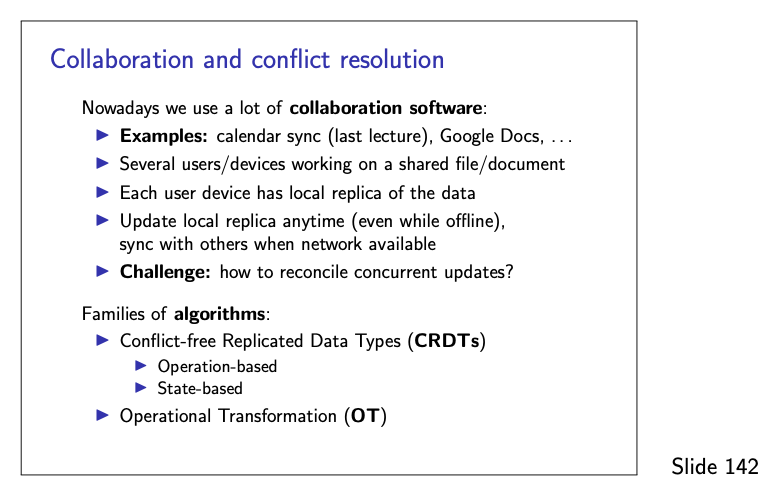 Collaboration and conflict resolution
Nowadays we use a lot of collaboration software:
▶ Examples: calendar sync (last lecture), Google Docs, ...
▶ Several users/devices working on a shared file/document
▶ Each user device has local replica of the data
▶ Update local replica anytime (even while offline),
sync with others when network available
▶ Challenge: how to reconcile concurrent updates?
Families of algorithms:
▶ Conflict-free Replicated Data Types (CRDTs)
▶ Operation-based
▶ State-based
▶ Operational Transformation (OT)
Slide 142